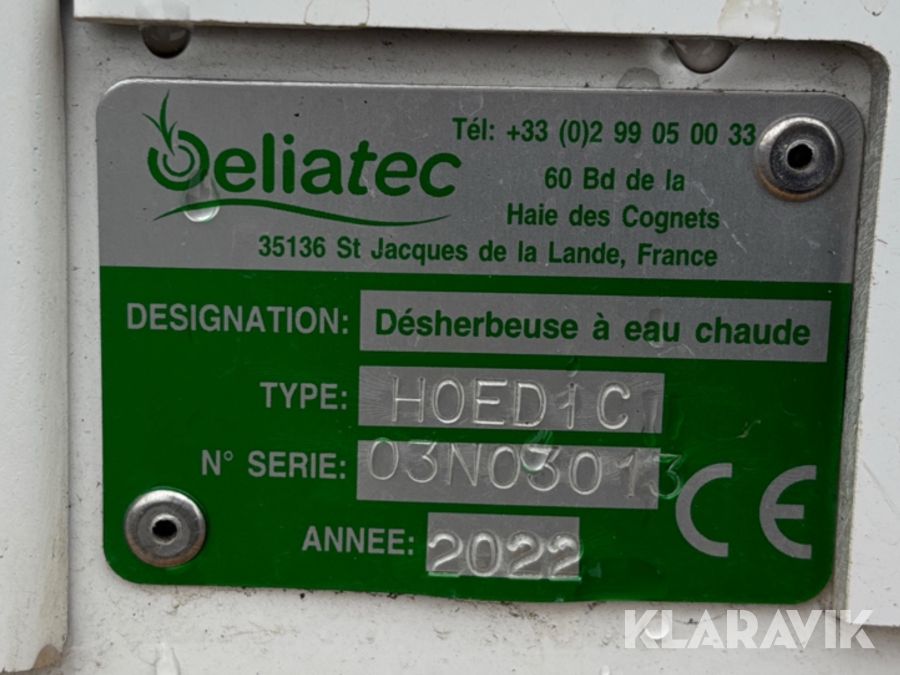 Oeliatec
Tél: +33 (0)2 99 05 00 33
60 Bd de la
Haie des Cognets
35136 St Jacques de la Lande, France
DESIGNATION: Désherbeuse à eau chaude
TYPE: HOED1C
N° SERIE: 03N03013
ANNEE: 2022
CE
KLARAVIK